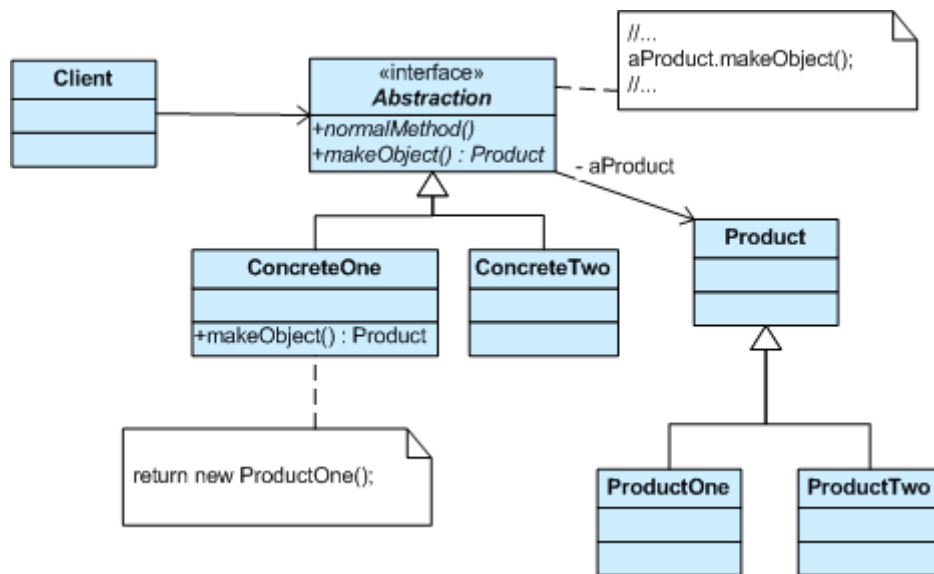 Client
«interface»
Abstraction
+normalMethod()
+makeObject() : Product
//...
aProduct.makeObject();
//...
- aProduct
Product
ConcreteOne
+makeObject() : Product
ConcreteTwo
return new ProductOne();
ProductOne
ProductTwo